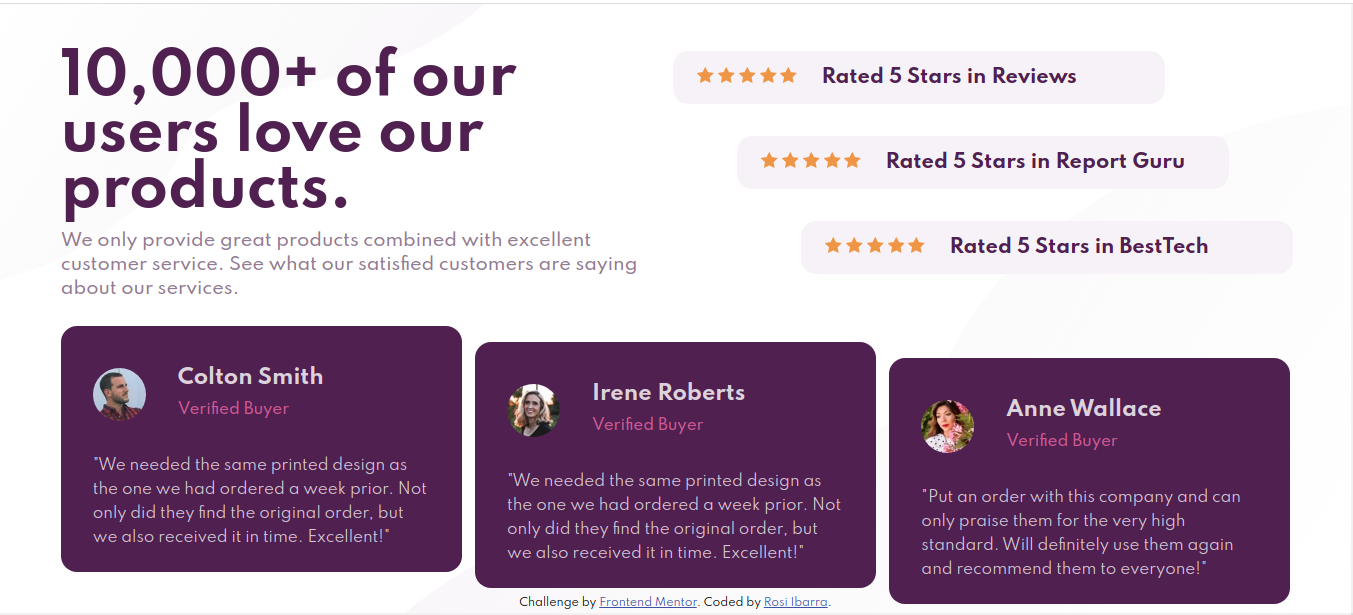 10,000+ of our
users love our
products.
We only provide great products combined with excellent
customer service. See what our satisfied customers are saying
about our services.
Rated 5 Stars in Reviews
Rated 5 Stars in Report Guru
Rated 5 Stars in BestTech
Colton Smith
Verified Buyer
"We needed the same printed design as
the one we had ordered a week prior. Not
only did they find the original order, but
we also received it in time. Excellent!"
Irene Roberts
Verified Buyer
"We needed the same printed design as
the one we had ordered a week prior. Not
only did they find the original order, but
we also received it in time. Excellent!"
Anne Wallace
Verified Buyer
"Put an order with this company and can
only praise them for the very high
standard. Will definitely use them again
and recommend them to everyone!"
Challenge by Frontend Mentor. Coded by Rosi Ibarra.